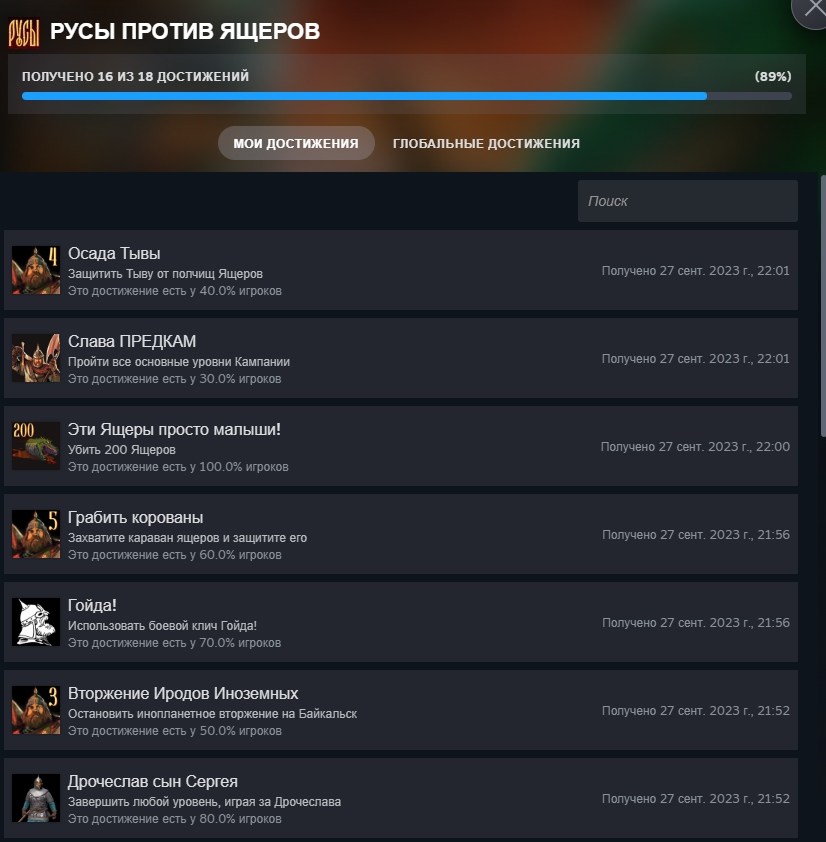 РУСЫ
РУСЫ ПРОТИВ ЯЩЕРОВ
ПОЛУЧЕНО 16 ИЗ 18 ДОСТИЖЕНИЙ (89%)
МОИ ДОСТИЖЕНИЯ ГЛОБАЛЬНЫЕ ДОСТИЖЕНИЯ
Поиск
4
Осада Тывы
Защитить Тыву от полчищ Ящеров
Это достижение есть у 40.0% игроков
Получено 27 сент. 2023 г., 22:01
Слава ПРЕДКАМ
Пройти все основные уровни Кампании
Это достижение есть у 30.0% игроков
Получено 27 сент. 2023 г., 22:01
200
Эти Ящеры просто малыши!
Убить 200 Ящеров
Это достижение есть у 100.0% игроков
Получено 27 сент. 2023 г., 22:00
5
Грабить корованы
Захватите караван ящеров и защитите его
Это достижение есть у 60.0% игроков
Получено 27 сент. 2023 г., 21:56
Гойда!
Использовать боевой клич Гойда!
Это достижение есть у 70.0% игроков
Получено 27 сент. 2023 г., 21:56
3
Вторжение Иродов Иноземных
Остановить инопланетное вторжение на Байкальск
Это достижение есть у 50.0% игроков
Получено 27 сент. 2023 г., 21:52
Дрочеслав сын Сергея
Завершить любой уровень, играя за Дрочеслава
Это достижение есть у 80.0% игроков
Получено 27 сент. 2023 г., 21:52